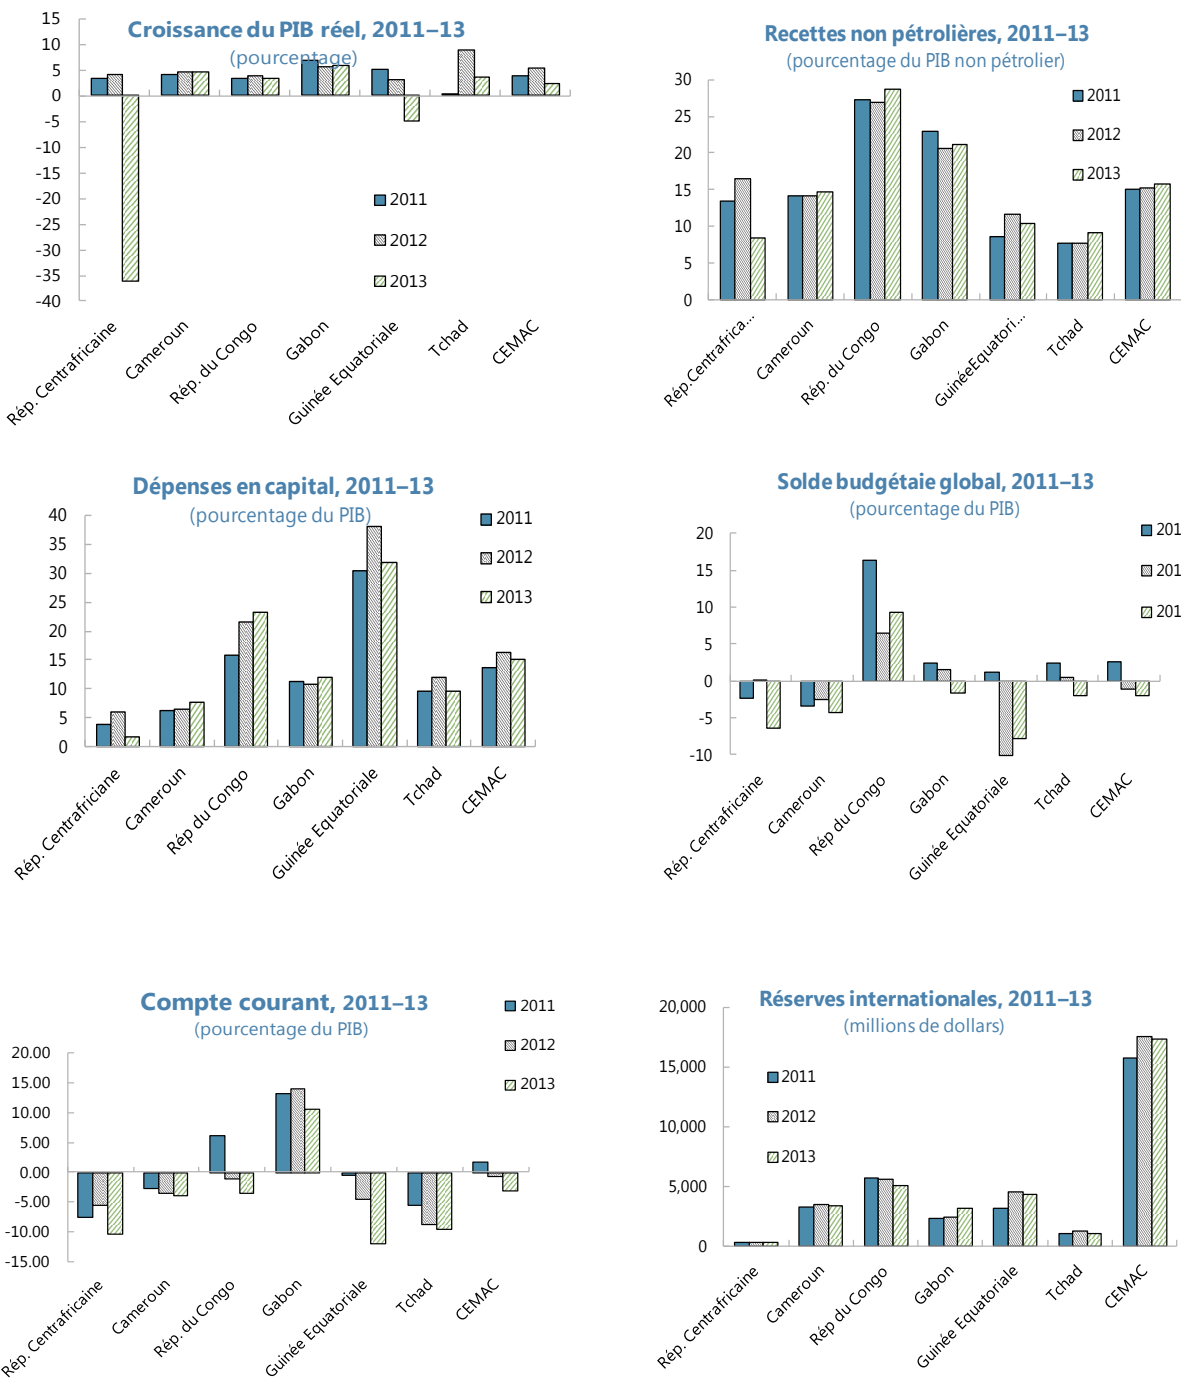 Croissance du PIB réel, 2011–13
(pourcentage)
15
10
5
0
-5
-10
-15
-20
-25
-30
-35
-40
2011
2012
2013
Rép. Centrafricaine
Cameroun
Rép. du Congo
Gabon
Guinée Equatoriale
Tchad
CEMAC
Recettes non pétrolières, 2011–13
(pourcentage du PIB non pétrolier)
30
25
20
15
10
5
0
2011
2012
2013
Rép.Centrafrica...
Cameroun
Rép. du Congo
Gabon
GuinéeEquatori...
Tchad
CEMAC
Dépenses en capital, 2011–13
(pourcentage du PIB)
40
35
30
25
20
15
10
5
0
2011
2012
2013
Rép. Centrafriciane
Cameroun
Rép du Congo
Gabon
Guinée Equatoriale
Tchad
CEMAC
Solde budgétaie global, 2011–13
(pourcentage du PIB)
20
15
10
5
0
-5
-10
201
201
201
Rép. Centrafricaine
Cameroun
Rép du Congo
Gabon
Guinée Equatoriale
Tchad
CEMAC
Compte courant, 2011–13
(pourcentage du PIB)
20.00
15.00
10.00
5.00
0.00
-5.00
-10.00
-15.00
2011
2012
2013
Rép. Centrafricaine
Cameroun
Rép. du Congo
Gabon
Guinée Equatoriale
Tchad
CEMAC
Réserves internationales, 2011–13
(millions de dollars)
20,000
15,000
10,000
5,000
0
2011
2012
2013
Rép. Centrafricaine
Cameroun
Rép du Congo
Gabon
Guinée Equatoriale
Tchad
CEMAC